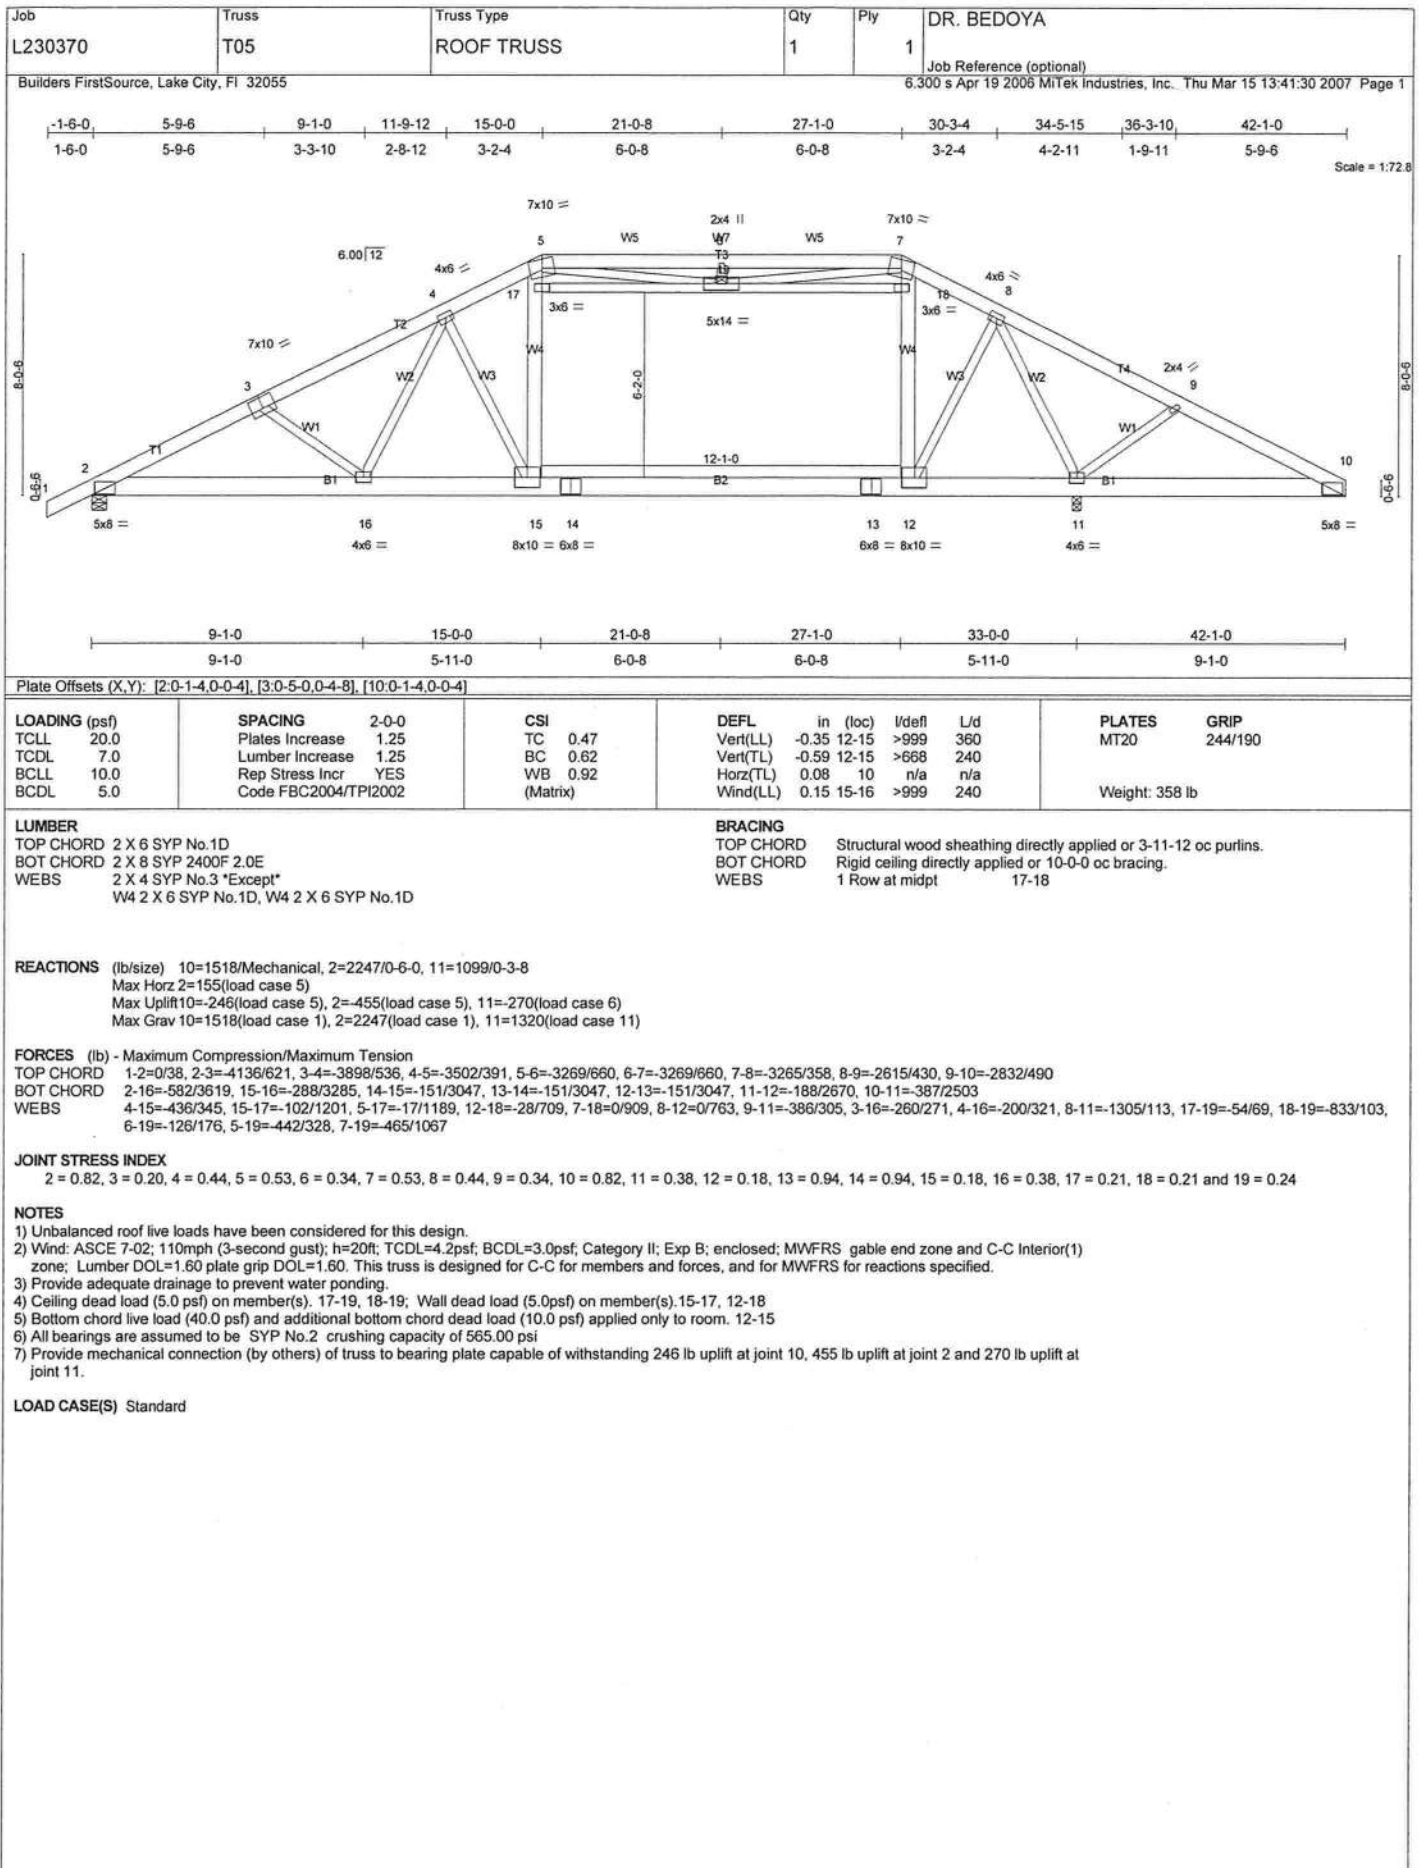 Job Truss Truss Type Qty Ply DR. BEDOYA
L230370 T05 ROOF TRUSS 1 1
Job Reference (optional)
Builders FirstSource, Lake City, Fl 32055 6.300 s Apr 19 2006 MiTek Industries, Inc. Thu Mar 15 13:41:30 2007 Page 1
-1-6-0 5-9-6 9-1-0 11-9-12 15-0-0 21-0-8 27-1-0 30-3-4 34-5-15 36-3-10 42-1-0
1-6-0 5-9-6 3-3-10 2-8-12 3-2-4 6-0-8 6-0-8 3-2-4 4-2-11 1-9-11 5-9-6
Scale = 1:72.8
7x10 =
2x4 ||
7x10 =
5 W5 W7 W5 7
6.00 12
T3
4x6 =
4x6 =
4 17 19 18 8
3x6 = 3x6 =
T2
5x14 =
7x10 =
W4 W4
8-0-6 8-0-6
T4 2x4 =
3 W2 W3 6-2-0 W3 W2 9
W1 W1
T1
12-1-0
2 B1 B2 B1 10
1
0-6-6 0-6-6
5x8 = 16 15 14 13 12 11 5x8 =
4x6 = 8x10 = 6x8 = 6x8 = 8x10 = 4x6 =
9-1-0 15-0-0 21-0-8 27-1-0 33-0-0 42-1-0
9-1-0 5-11-0 6-0-8 6-0-8 5-11-0 9-1-0
Plate Offsets (X,Y): [2:0-1-4,0-0-4], [3:0-5-0,0-4-8], [10:0-1-4,0-0-4]
LOADING (psf) SPACING 2-0-0 CSI DEFL in (loc) l/defl L/d PLATES GRIP
TCLL 20.0 Plates Increase 1.25 TC 0.47 Vert(LL) -0.35 12-15 >999 360 MT20 244/190
TCDL 7.0 Lumber Increase 1.25 BC 0.62 Vert(TL) -0.59 12-15 >668 240
BCLL 10.0 Rep Stress Incr YES WB 0.92 Horz(TL) 0.08 10 n/a n/a
BCDL 5.0 Code FBC2004/TPI2002 (Matrix) Wind(LL) 0.15 15-16 >999 240 Weight: 358 lb
LUMBER BRACING
TOP CHORD 2 X 6 SYP No.1D TOP CHORD Structural wood sheathing directly applied or 3-11-12 oc purlins.
BOT CHORD 2 X 8 SYP 2400F 2.0E BOT CHORD Rigid ceiling directly applied or 10-0-0 oc bracing.
WEBS 2 X 4 SYP No.3 *Except* WEBS 1 Row at midpt 17-18
W4 2 X 6 SYP No.1D, W4 2 X 6 SYP No.1D
REACTIONS (lb/size) 10=1518/Mechanical, 2=2247/0-6-0, 11=1099/0-3-8
Max Horz 2=155(load case 5)
Max Uplift10=-246(load case 5), 2=-455(load case 5), 11=-270(load case 6)
Max Grav 10=1518(load case 1), 2=2247(load case 1), 11=1320(load case 11)
FORCES (lb) - Maximum Compression/Maximum Tension
TOP CHORD 1-2=0/38, 2-3=-4136/621, 3-4=-3898/536, 4-5=-3502/391, 5-6=-3269/660, 6-7=-3269/660, 7-8=-3265/358, 8-9=-2615/430, 9-10=-2832/490
BOT CHORD 2-16=-582/3619, 15-16=-288/3285, 14-15=-151/3047, 13-14=-151/3047, 12-13=-151/3047, 11-12=-188/2670, 10-11=-387/2503
WEBS 4-15=-436/345, 15-17=-102/1201, 5-17=-17/1189, 12-18=-28/709, 7-18=0/909, 8-12=0/763, 9-11=-386/305, 3-16=-260/271, 4-16=-200/321, 8-11=-1305/113, 17-19=-54/69, 18-19=-833/103,
6-19=-126/176, 5-19=-442/328, 7-19=-465/1067
JOINT STRESS INDEX
2 = 0.82, 3 = 0.20, 4 = 0.44, 5 = 0.53, 6 = 0.34, 7 = 0.53, 8 = 0.44, 9 = 0.34, 10 = 0.82, 11 = 0.38, 12 = 0.18, 13 = 0.94, 14 = 0.94, 15 = 0.18, 16 = 0.38, 17 = 0.21, 18 = 0.21 and 19 = 0.24
NOTES
1) Unbalanced roof live loads have been considered for this design.
2) Wind: ASCE 7-02; 110mph (3-second gust); h=20ft; TCDL=4.2psf; BCDL=3.0psf; Category II; Exp B; enclosed; MWFRS gable end zone and C-C Interior(1)
zone; Lumber DOL=1.60 plate grip DOL=1.60. This truss is designed for C-C for members and forces, and for MWFRS for reactions specified.
3) Provide adequate drainage to prevent water ponding.
4) Ceiling dead load (5.0 psf) on member(s). 17-19, 18-19; Wall dead load (5.0psf) on member(s).15-17, 12-18
5) Bottom chord live load (40.0 psf) and additional bottom chord dead load (10.0 psf) applied only to room. 12-15
6) All bearings are assumed to be SYP No.2 crushing capacity of 565.00 psi
7) Provide mechanical connection (by others) of truss to bearing plate capable of withstanding 246 lb uplift at joint 10, 455 lb uplift at joint 2 and 270 lb uplift at
joint 11.
LOAD CASE(S) Standard